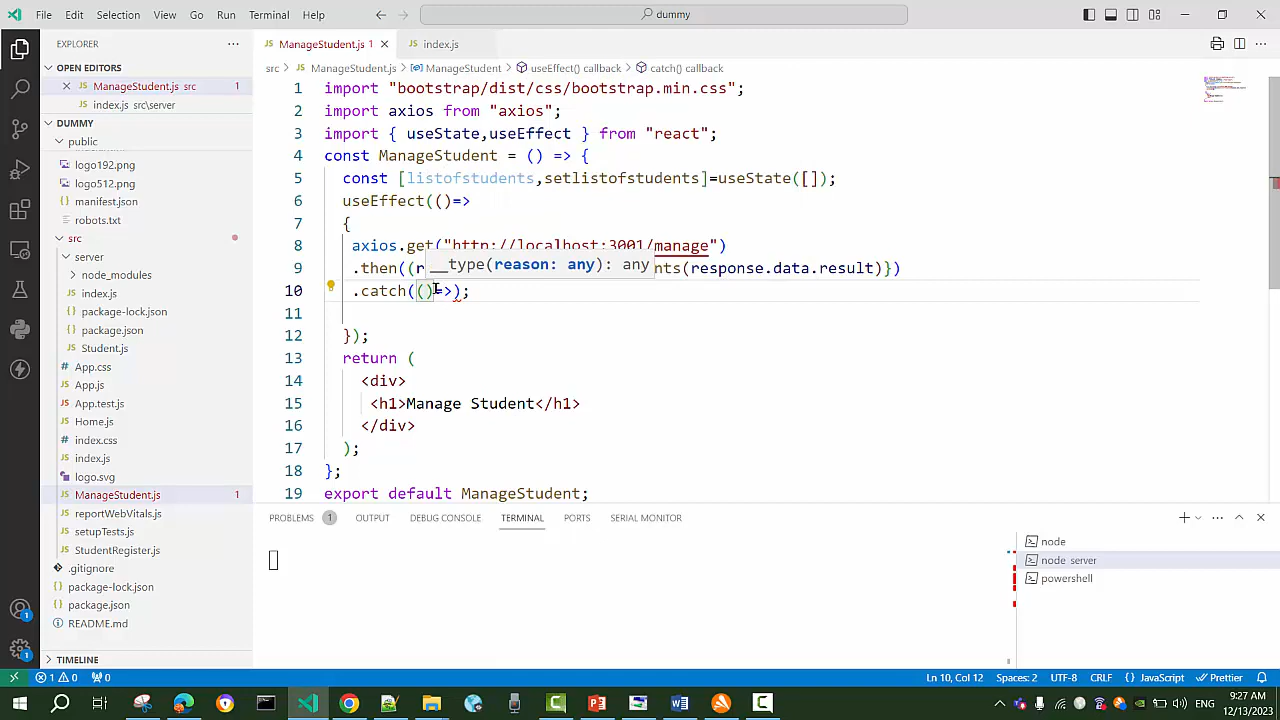 File Edit Selection View Go Run Terminal Help
dummy
EXPLORER
OPEN EDITORS
ManageStudent.js src 1
index.js src\server
DUMMY
public
logo192.png
logo512.png
manifest.json
robots.txt
src
server
node_modules
index.js
package-lock.json
package.json
Student.js
App.css
App.js
App.test.js
Home.js
index.css
index.js
logo.svg
ManageStudent.js 1
reportWebVitals.js
setupTests.js
StudentRegister.js
.gitignore
package-lock.json
package.json
README.md
TIMELINE
ManageStudent.js 1
index.js
src > ManageStudent.js > ManageStudent > useEffect() callback > catch() callback
1 import "bootstrap/dist/css/bootstrap.min.css";
2 import axios from "axios";
3 import { useState,useEffect } from "react";
4 const ManageStudent = () => {
5 const [listofstudents,setlistofstudents]=useState([]);
6 useEffect(()=>
7 {
8 axios.get("http://localhost:3001/manage")
9 .then((r
nts(response.data.result)})
__type(reason: any): any
10 .catch(()=>);
11
12 });
13 return (
14 <div>
15 <h1>Manage Student</h1>
16 </div>
17 );
18 };
19 export default ManageStudent;
PROBLEMS 1 OUTPUT DEBUG CONSOLE TERMINAL PORTS SERIAL MONITOR
node
node server
powershell
1 0 0 Ln 10, Col 12 Spaces: 2 UTF-8 CRLF {} JavaScript Prettier
ENG 9:27 AM
12/13/2023